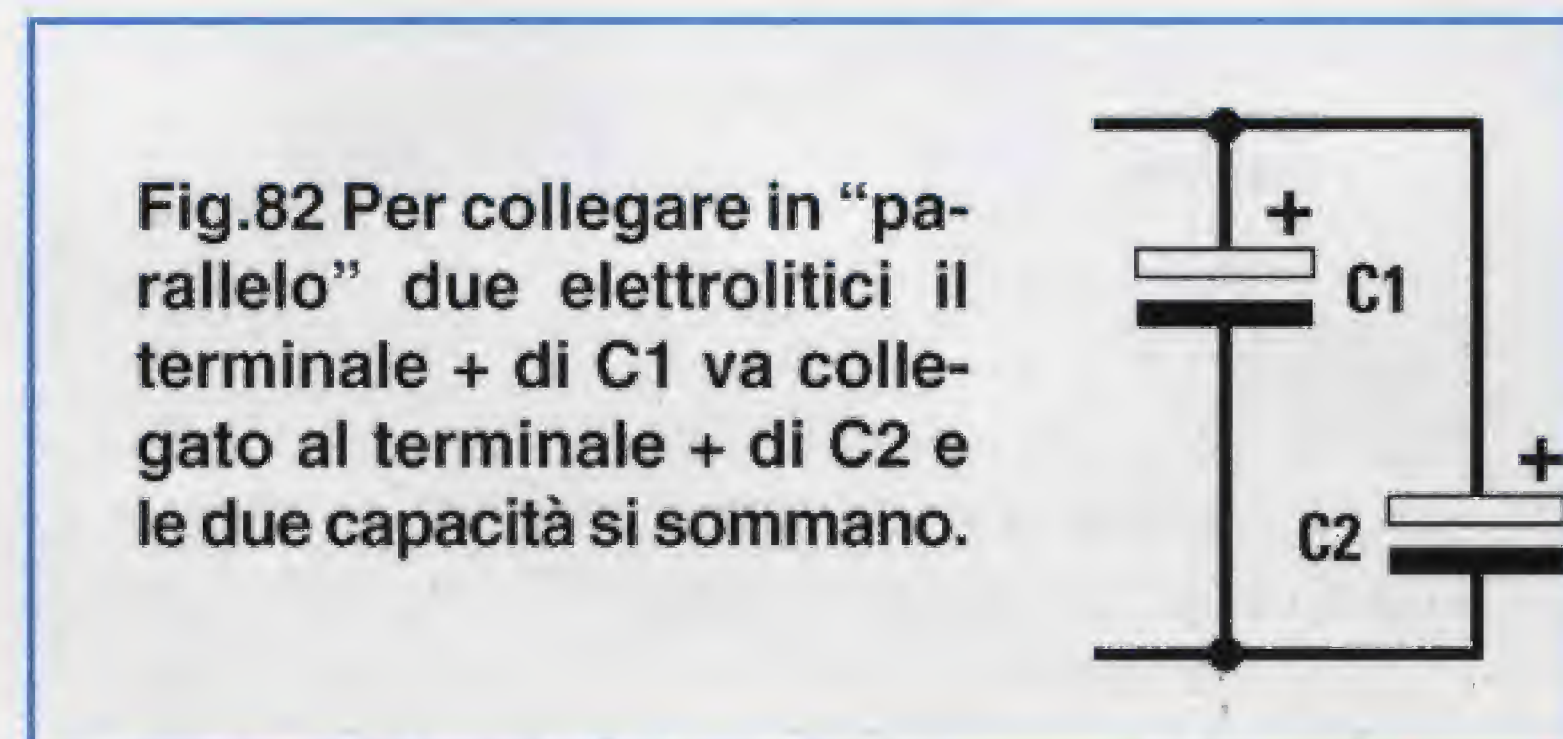 Fig.82 Per collegare in “pa-
rallelo” due elettrolitici il
terminale + di C1 va colle-
gato al terminale + di C2 e
le due capacità si sommano.
+
C1
+
C2